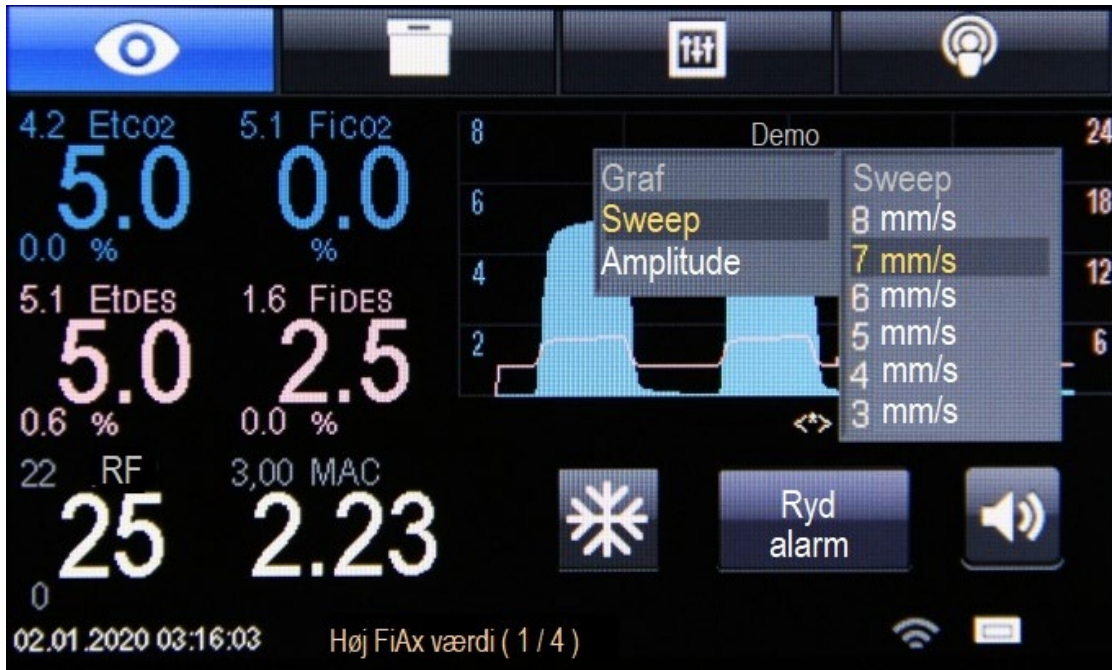 4.2 EtCO2
5.0
0.0 %
5.1 FiCO2
0.0
%
5.1 EtDES
5.0
0.6 %
1.6 FiDES
2.5
0.0 %
22 RF
25
0
3,00 MAC
2.23
8
6
4
2
Demo
24
18
12
6
Graf
Sweep
Amplitude
Sweep
8 mm/s
7 mm/s
6 mm/s
5 mm/s
4 mm/s
3 mm/s
<*>
Ryd
alarm
02.01.2020 03:16:03
Høj FiAx værdi ( 1 / 4 )